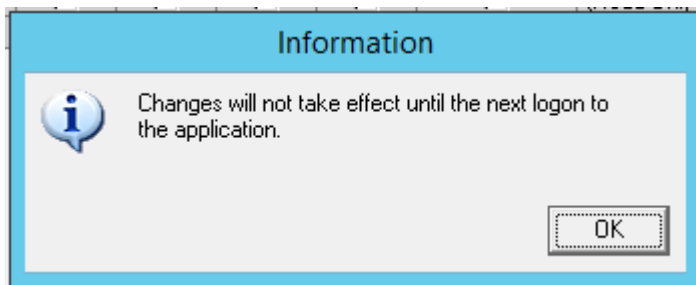 Information
Changes will not take effect until the next logon to
the application.
OK